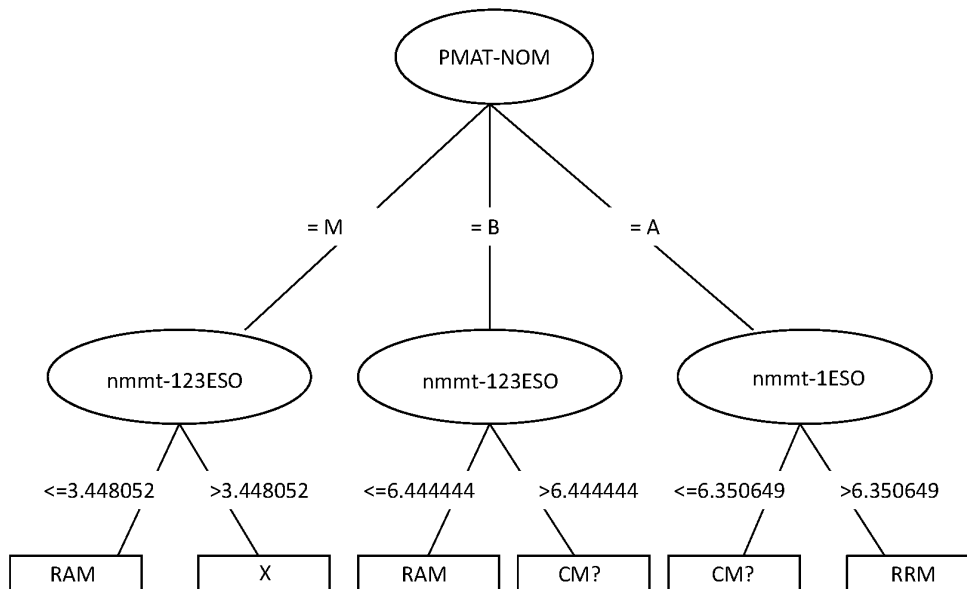 PMAT-NOM
= M
= B
= A
nmmt-123ESO
nmmt-123ESO
nmmt-1ESO
<=3.448052
>3.448052
<=6.444444
>6.444444
<=6.350649
>6.350649
RAM
X
RAM
CM?
CM?
RRM